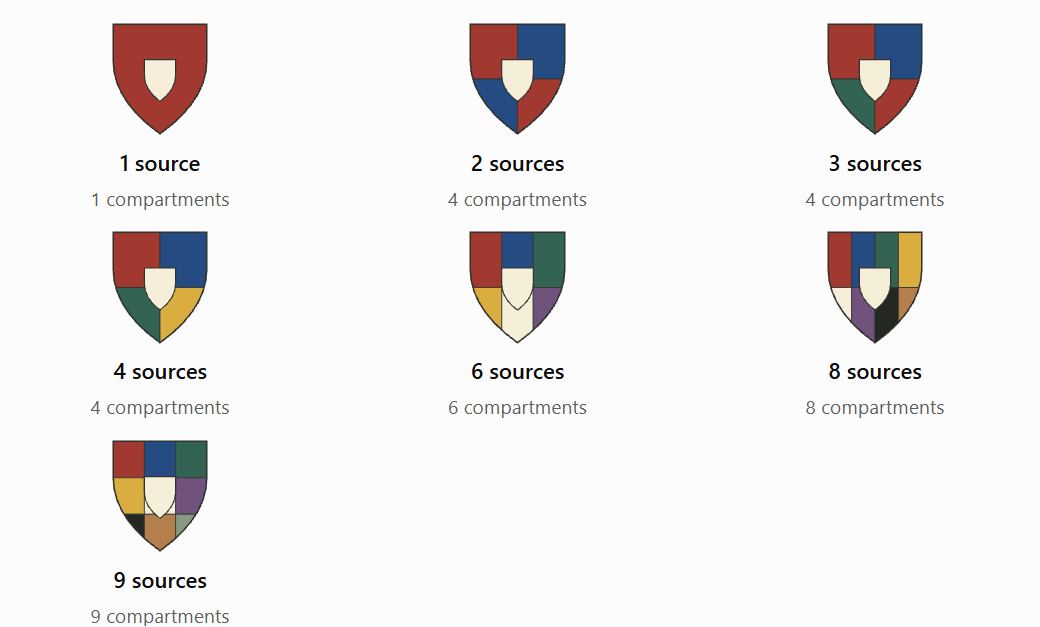 1 source
1 compartments
2 sources
4 compartments
3 sources
4 compartments
4 sources
4 compartments
6 sources
6 compartments
8 sources
8 compartments
9 sources
9 compartments